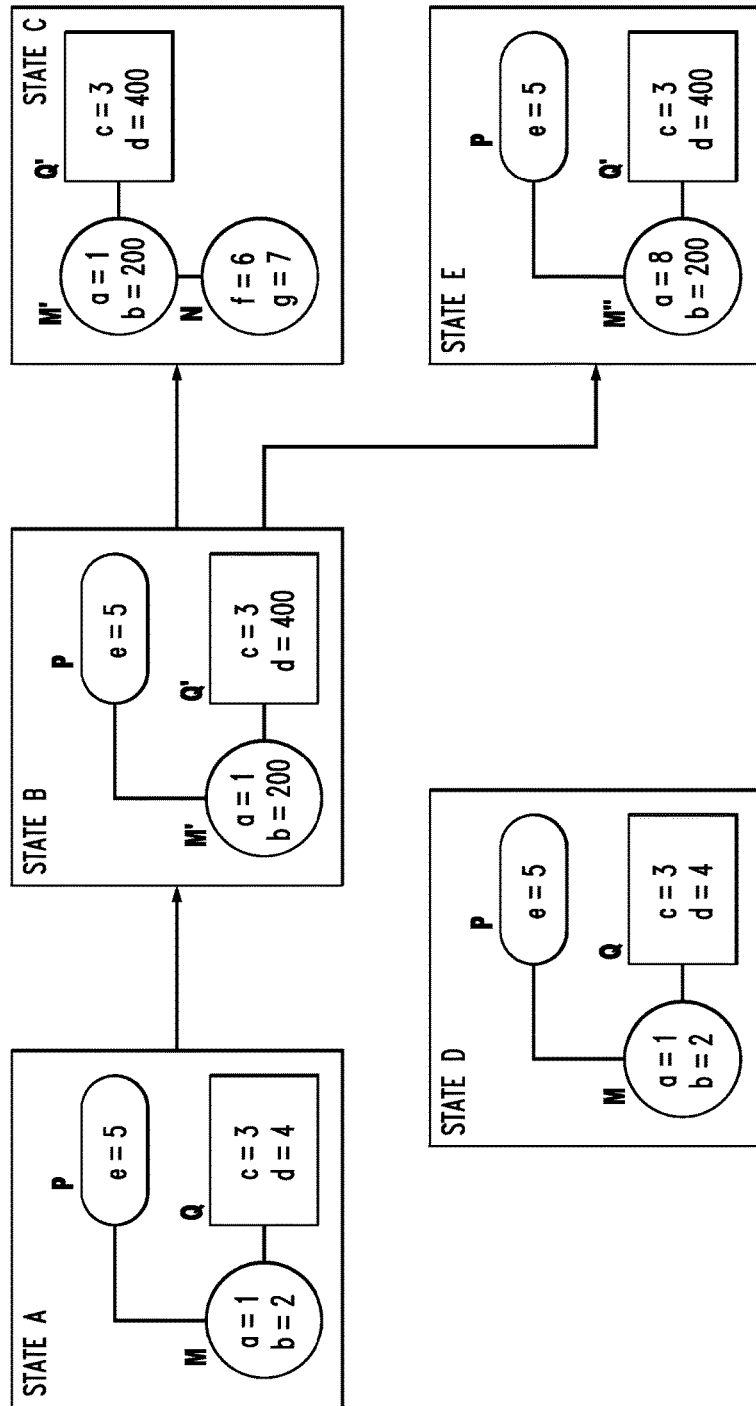 STATE A
P
e = 5
M
a = 1
b = 2
Q
c = 3
d = 4
STATE B
P
e = 5
M'
a = 1
b = 200
Q'
c = 3
d = 400
STATE C
M'
a = 1
b = 200
Q'
c = 3
d = 400
N
f = 6
g = 7
STATE D
P
e = 5
M
a = 1
b = 2
Q
c = 3
d = 4
STATE E
P
e = 5
M"
a = 8
b = 200
Q'
c = 3
d = 400